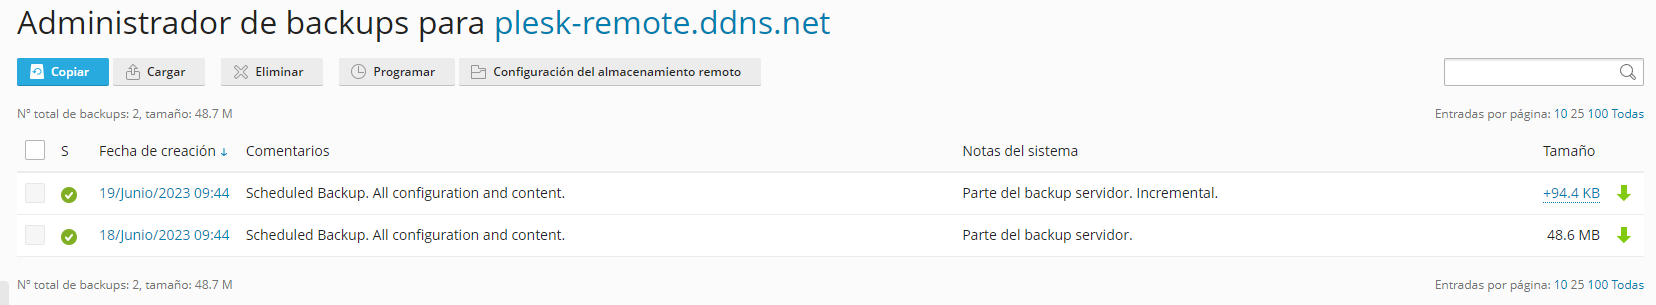 Administrador de backups para plesk-remote.ddns.net
Copiar Cargar Eliminar Programar Configuración del almacenamiento remoto
Nº total de backups: 2, tamaño: 48.7 M Entradas por página: 10 25 100 Todas
S Fecha de creación ↓ Comentarios Notas del sistema Tamaño
19/Junio/2023 09:44 Scheduled Backup. All configuration and content. Parte del backup servidor. Incremental. +94.4 KB
18/Junio/2023 09:44 Scheduled Backup. All configuration and content. Parte del backup servidor. 48.6 MB
Nº total de backups: 2, tamaño: 48.7 M Entradas por página: 10 25 100 Todas